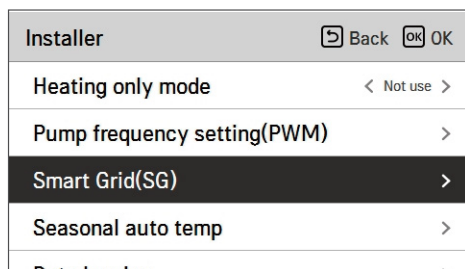 Installer Back OK OK
Heating only mode < Not use >
Pump frequency setting(PWM) >
Smart Grid(SG) >
Seasonal auto temp >